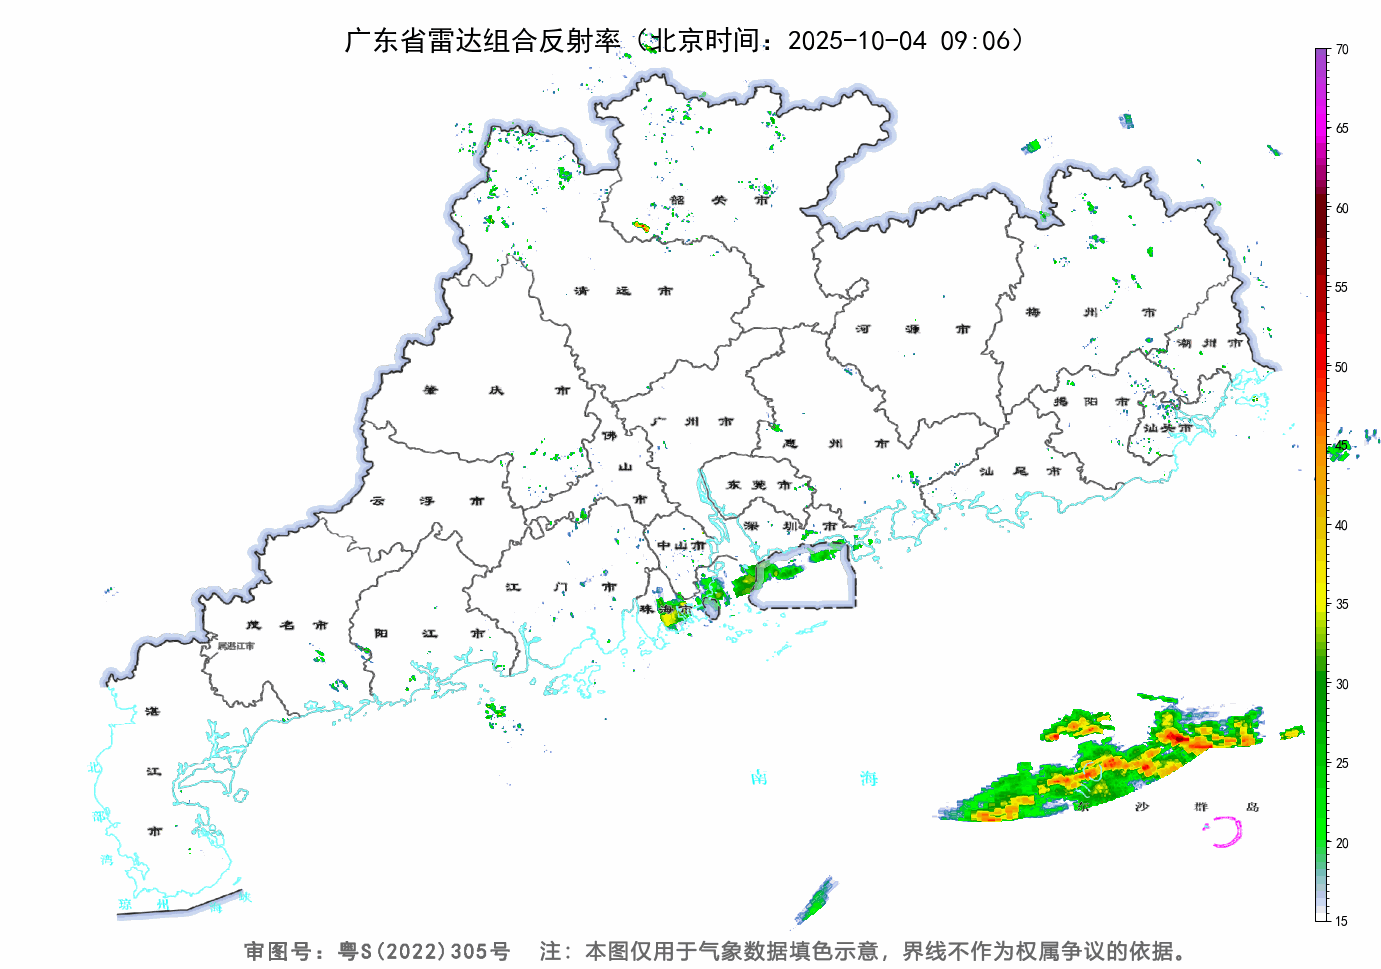 广东省雷达组合反射率（北京时间：2025-10-04 09:06）
70
65
60
55
50
45
40
35
30
25
20
15
韶关市
清远市
河源市
梅州市
潮州市
肇庆市
广州市
佛山市
惠州市
揭阳市
汕头市
汕尾市
东莞市
云浮市
深圳市
中山市
江门市
珠海市
茂名市
阳江市
属湛江市
湛江市
北部湾
琼州海峡
南海
东沙群岛
审图号：粤S(2022)305号 注：本图仅用于气象数据填色示意，界线不作为权属争议的依据。